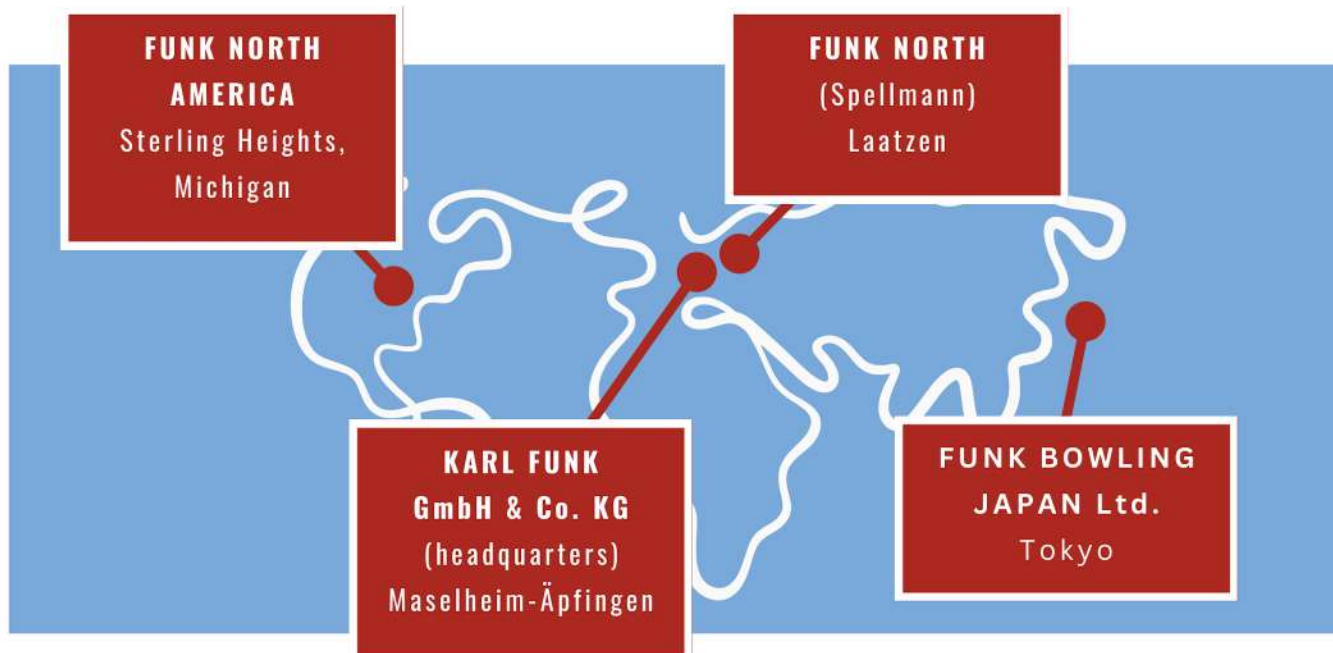 FUNK NORTH
AMERICA
Sterling Heights,
Michigan
FUNK NORTH
(Spellmann)
Laatzen
KARL FUNK
GmbH & Co. KG
(headquarters)
Maselheim-Äpfingen
FUNK BOWLING
JAPAN Ltd.
Tokyo